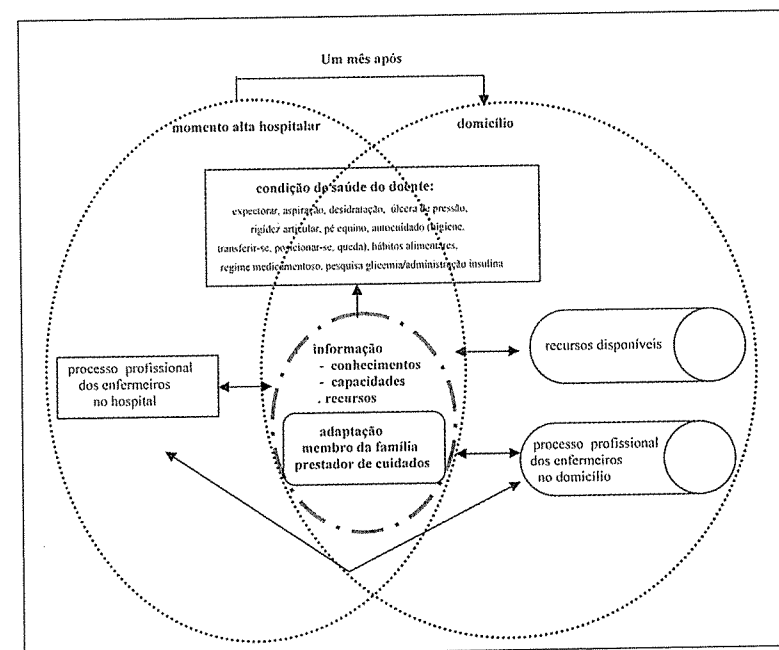 Um mês após
momento alta hospitalar
domicílio
condição de saúde do doente:
expectorar, aspiração, desidratação, úlcera de pressão,
rigidez articular, pé equino, autocuidado (higiene,
transferir-se, posicionar-se, queda), hábitos alimentares,
regime medicamentoso, pesquisa glicemia/administração insulina
informação
- conhecimentos
- capacidades
. recursos
adaptação
membro da família
prestador de cuidados
processo profissional
dos enfermeiros
no hospital
recursos disponíveis
processo profissional
dos enfermeiros
no domicílio